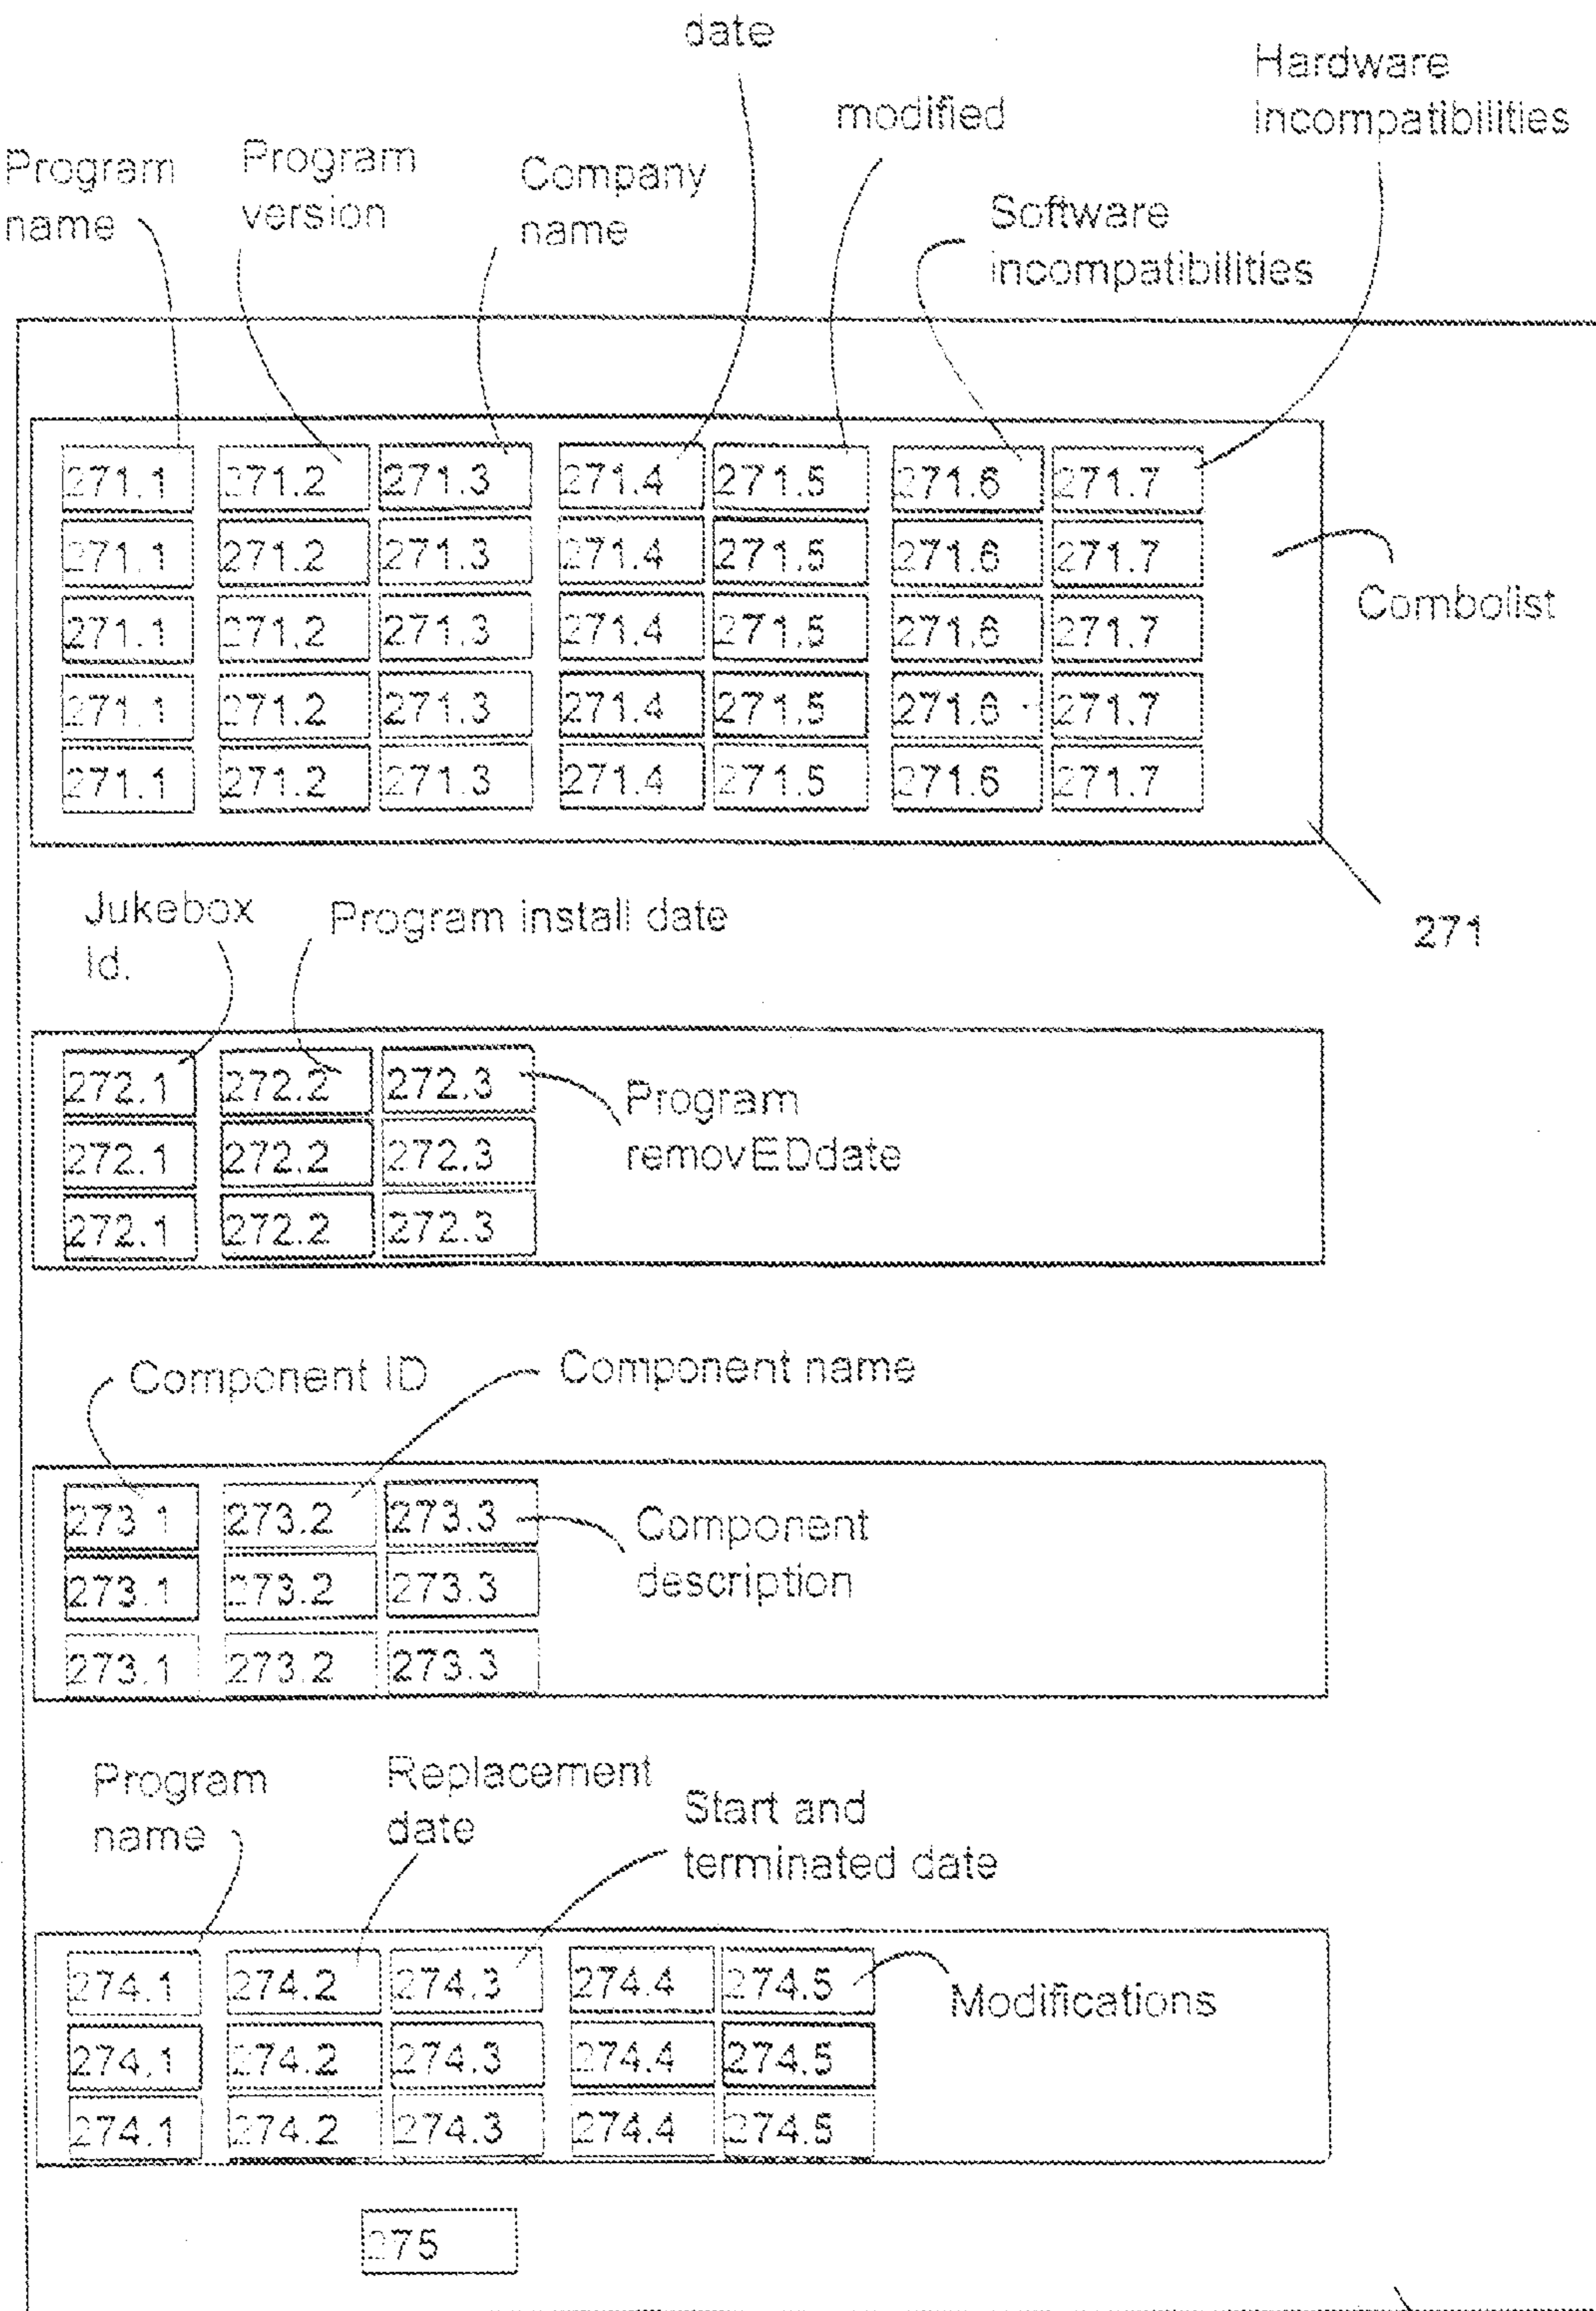 date
Hardware
incompatibilities
modified
Program
name
Program
version
Company
name
Software
incompatibilities
271.1 271.2 271.3 271.4 271.5 271.6 271.7
271.1 271.2 271.3 271.4 271.5 271.6 271.7
Combolist
271.1 271.2 271.3 271.4 271.5 271.6 271.7
271.1 271.2 271.3 271.4 271.5 271.6 271.7
271.1 271.2 271.3 271.4 271.5 271.6 271.7
271
Jukebox
Id.
Program install date
272.1 272.2 272.3
Program
removEDdate
272.1 272.2 272.3
272.1 272.2 272.3
Component ID
Component name
273 1 273.2 273.3
Component
description
273.1 273.2 273.3
273.1 273.2 273.3
Program
name
Replacement
date
Start and
terminated date
274.1 274.2 274.3 274.4 274.5
Modifications
274.1 274.2 274.3 274.4 274.5
274.1 274.2 274.3 274.4 274.5
275